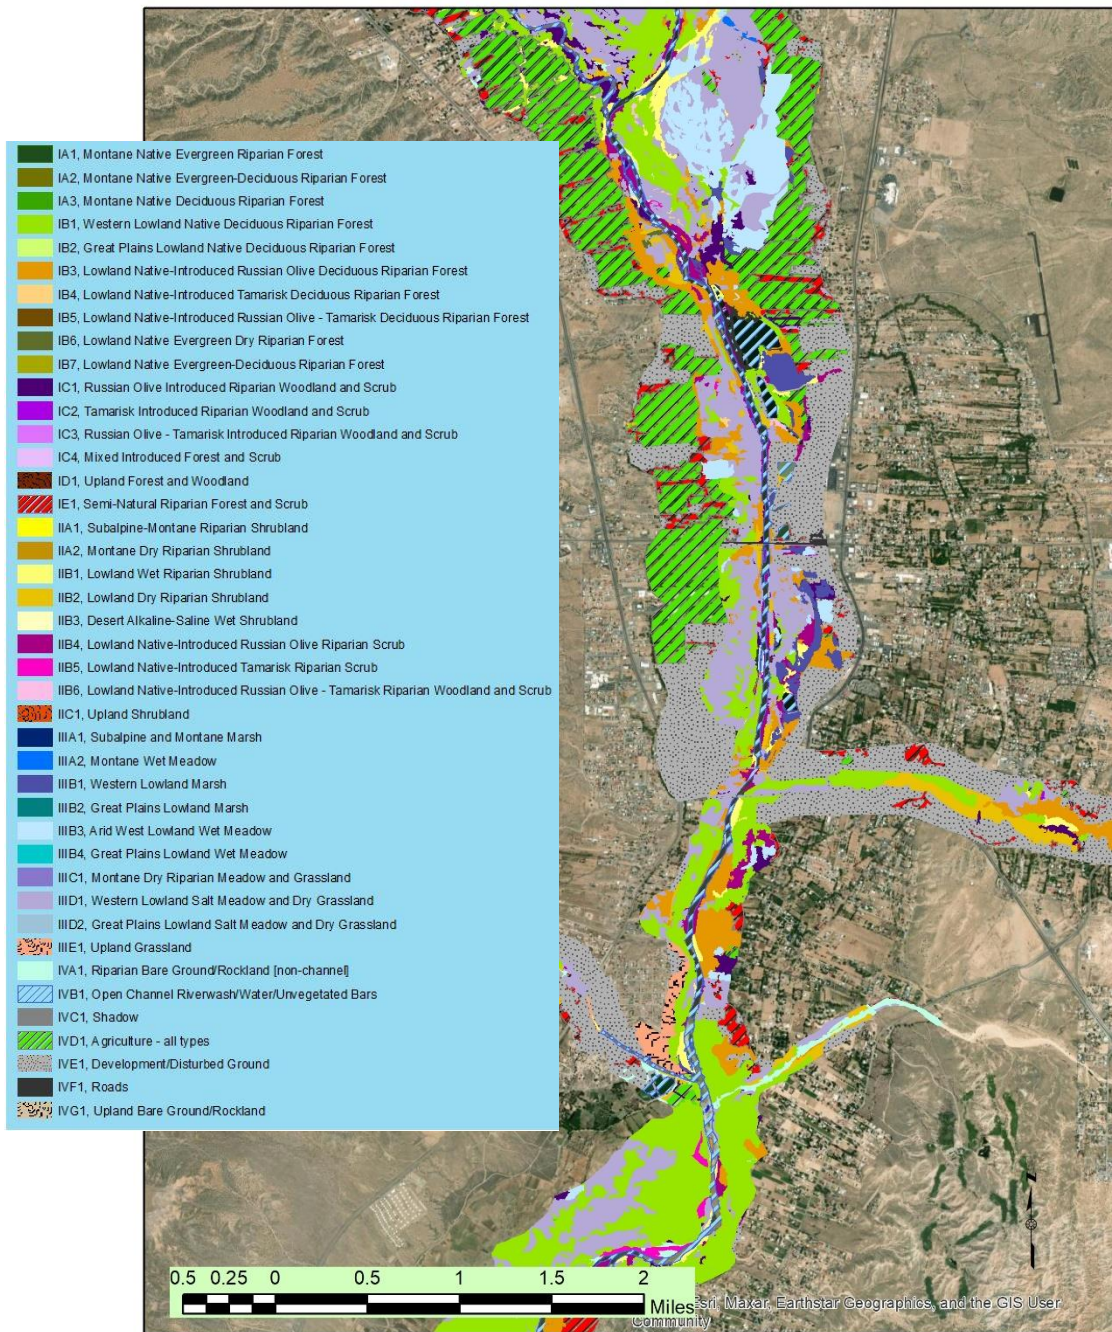 IA1, Montane Native Evergreen Riparian Forest
IA2, Montane Native Evergreen-Deciduous Riparian Forest
IA3, Montane Native Deciduous Riparian Forest
IB1, Western Lowland Native Deciduous Riparian Forest
IB2, Great Plains Lowland Native Deciduous Riparian Forest
IB3, Lowland Native-Introduced Russian Olive Deciduous Riparian Forest
IB4, Lowland Native-Introduced Tamarisk Deciduous Riparian Forest
IB5, Lowland Native-Introduced Russian Olive - Tamarisk Deciduous Riparian Forest
IB6, Lowland Native Evergreen Dry Riparian Forest
IB7, Lowland Native Evergreen-Deciduous Riparian Forest
IC1, Russian Olive Introduced Riparian Woodland and Scrub
IC2, Tamarisk Introduced Riparian Woodland and Scrub
IC3, Russian Olive - Tamarisk Introduced Riparian Woodland and Scrub
IC4, Mixed Introduced Forest and Scrub
ID1, Upland Forest and Woodland
IE1, Semi-Natural Riparian Forest and Scrub
IIA1, Subalpine-Montane Riparian Shrubland
IIA2, Montane Dry Riparian Shrubland
IIB1, Lowland Wet Riparian Shrubland
IIB2, Lowland Dry Riparian Shrubland
IIB3, Desert Alkaline-Saline Wet Shrubland
IIB4, Lowland Native-Introduced Russian Olive Riparian Scrub
IIB5, Lowland Native-Introduced Tamarisk Riparian Scrub
IIB6, Lowland Native-Introduced Russian Olive - Tamarisk Riparian Woodland and Scrub
IIC1, Upland Shrubland
IIIA1, Subalpine and Montane Marsh
IIIA2, Montane Wet Meadow
IIIB1, Western Lowland Marsh
IIIB2, Great Plains Lowland Marsh
IIIB3, Arid West Lowland Wet Meadow
IIIB4, Great Plains Lowland Wet Meadow
IIIC1, Montane Dry Riparian Meadow and Grassland
IIID1, Western Lowland Salt Meadow and Dry Grassland
IIID2, Great Plains Lowland Salt Meadow and Dry Grassland
IIIE1, Upland Grassland
IVA1, Riparian Bare Ground/Rockland [non-channel]
IVB1, Open Channel Riverwash/Water/Unvegetated Bars
IVC1, Shadow
IVD1, Agriculture - all types
IVE1, Development/Disturbed Ground
IVF1, Roads
IVG1, Upland Bare Ground/Rockland
N
0.5 0.25 0 0.5 1 1.5 2
Miles
Esri, Maxar, Earthstar Geographics, and the GIS User
Community